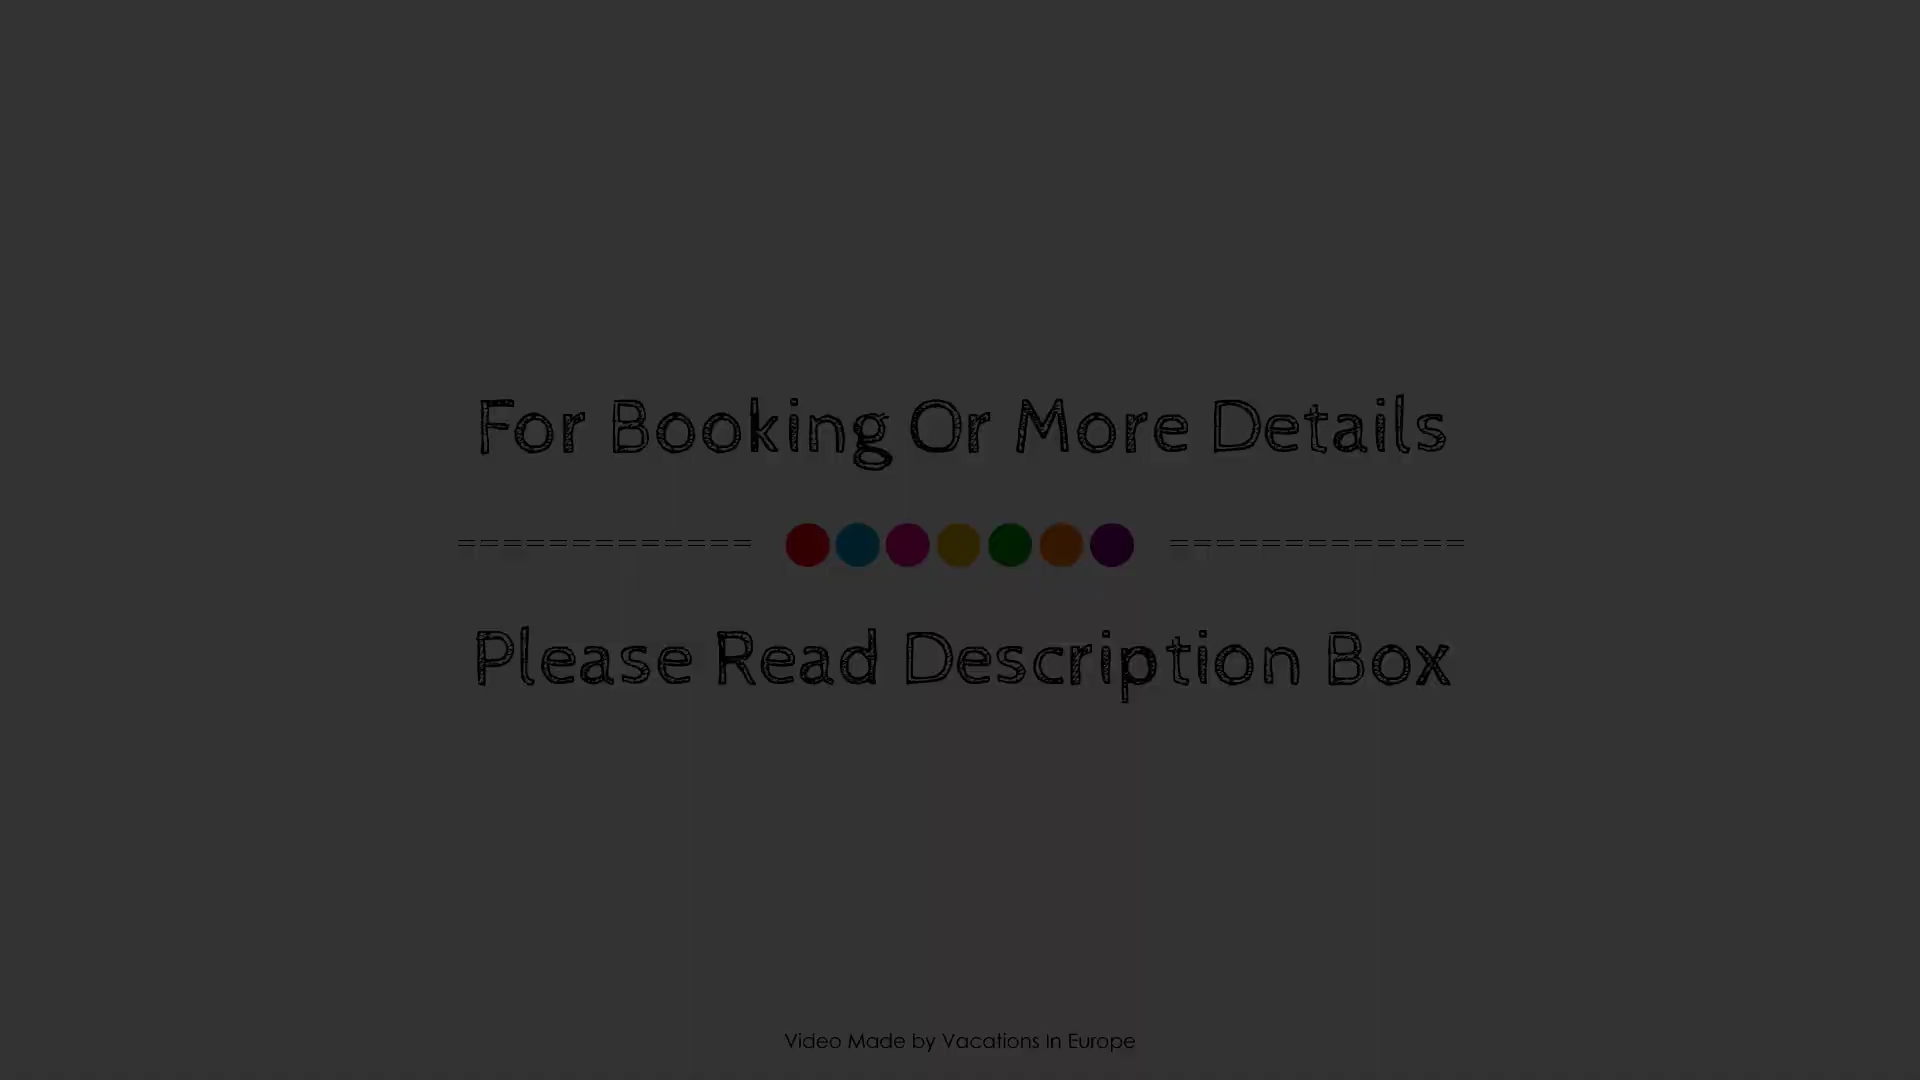 For Booking Or More Details
============= =============
Please Read Description Box
Video Made by Vacations In Europe